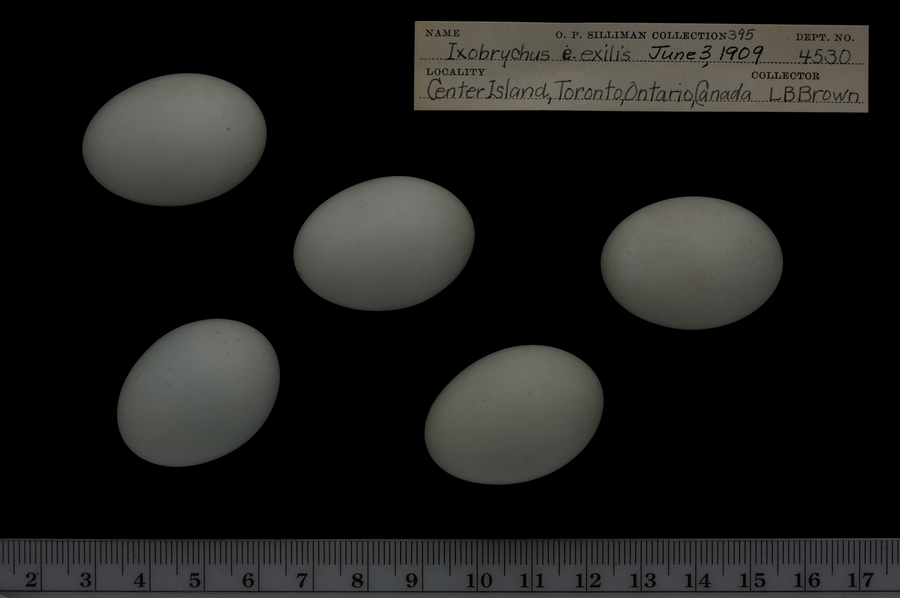 NAME O. P. SILLIMAN COLLECTION 395 DEPT. NO.
Ixobrychus e. exilis June 3, 1909 4530
LOCALITY COLLECTOR
Center Island, Toronto, Ontario, Canada LB Brown
2 3 4 5 6 7 8 9 10 11 12 13 14 15 16 17